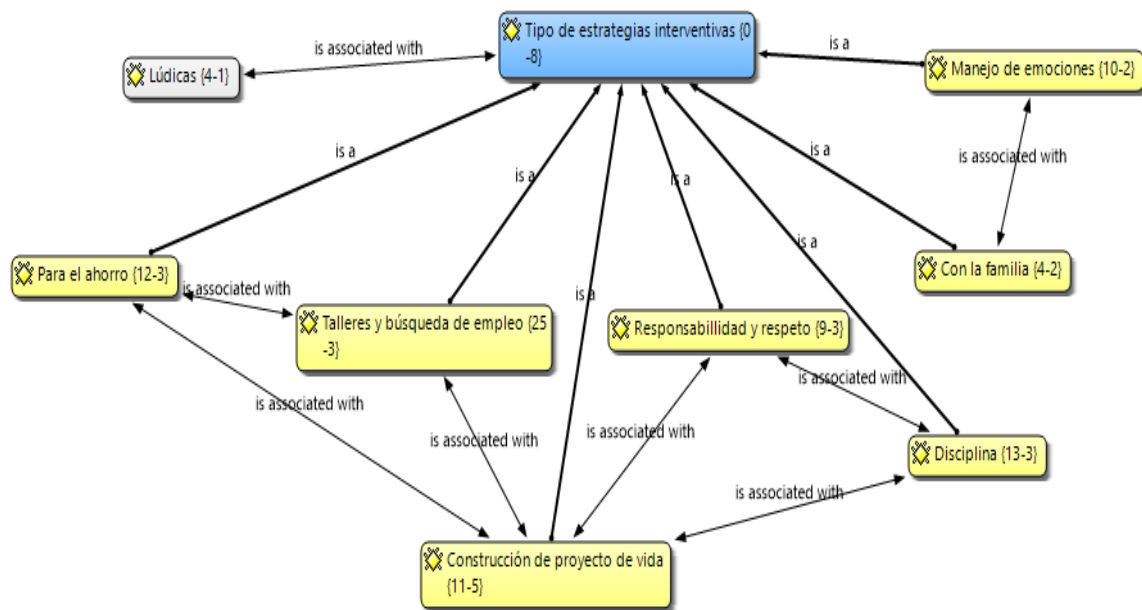 Tipo de estrategias interventivas {0
-8}
is associated with
is a
Lúdicas {4-1}
Manejo de emociones {10-2}
is a
is associated with
is a
is a
is a
is a
Para el ahorro {12-3}
Con la familia {4-2}
is associated with
is a
Talleres y búsqueda de empleo {25
-3}
Responsabillidad y respeto {9-3}
is associated with
is associated with
is associated with
is associated with
Disciplina {13-3}
is associated with
Construcción de proyecto de vida
{11-5}